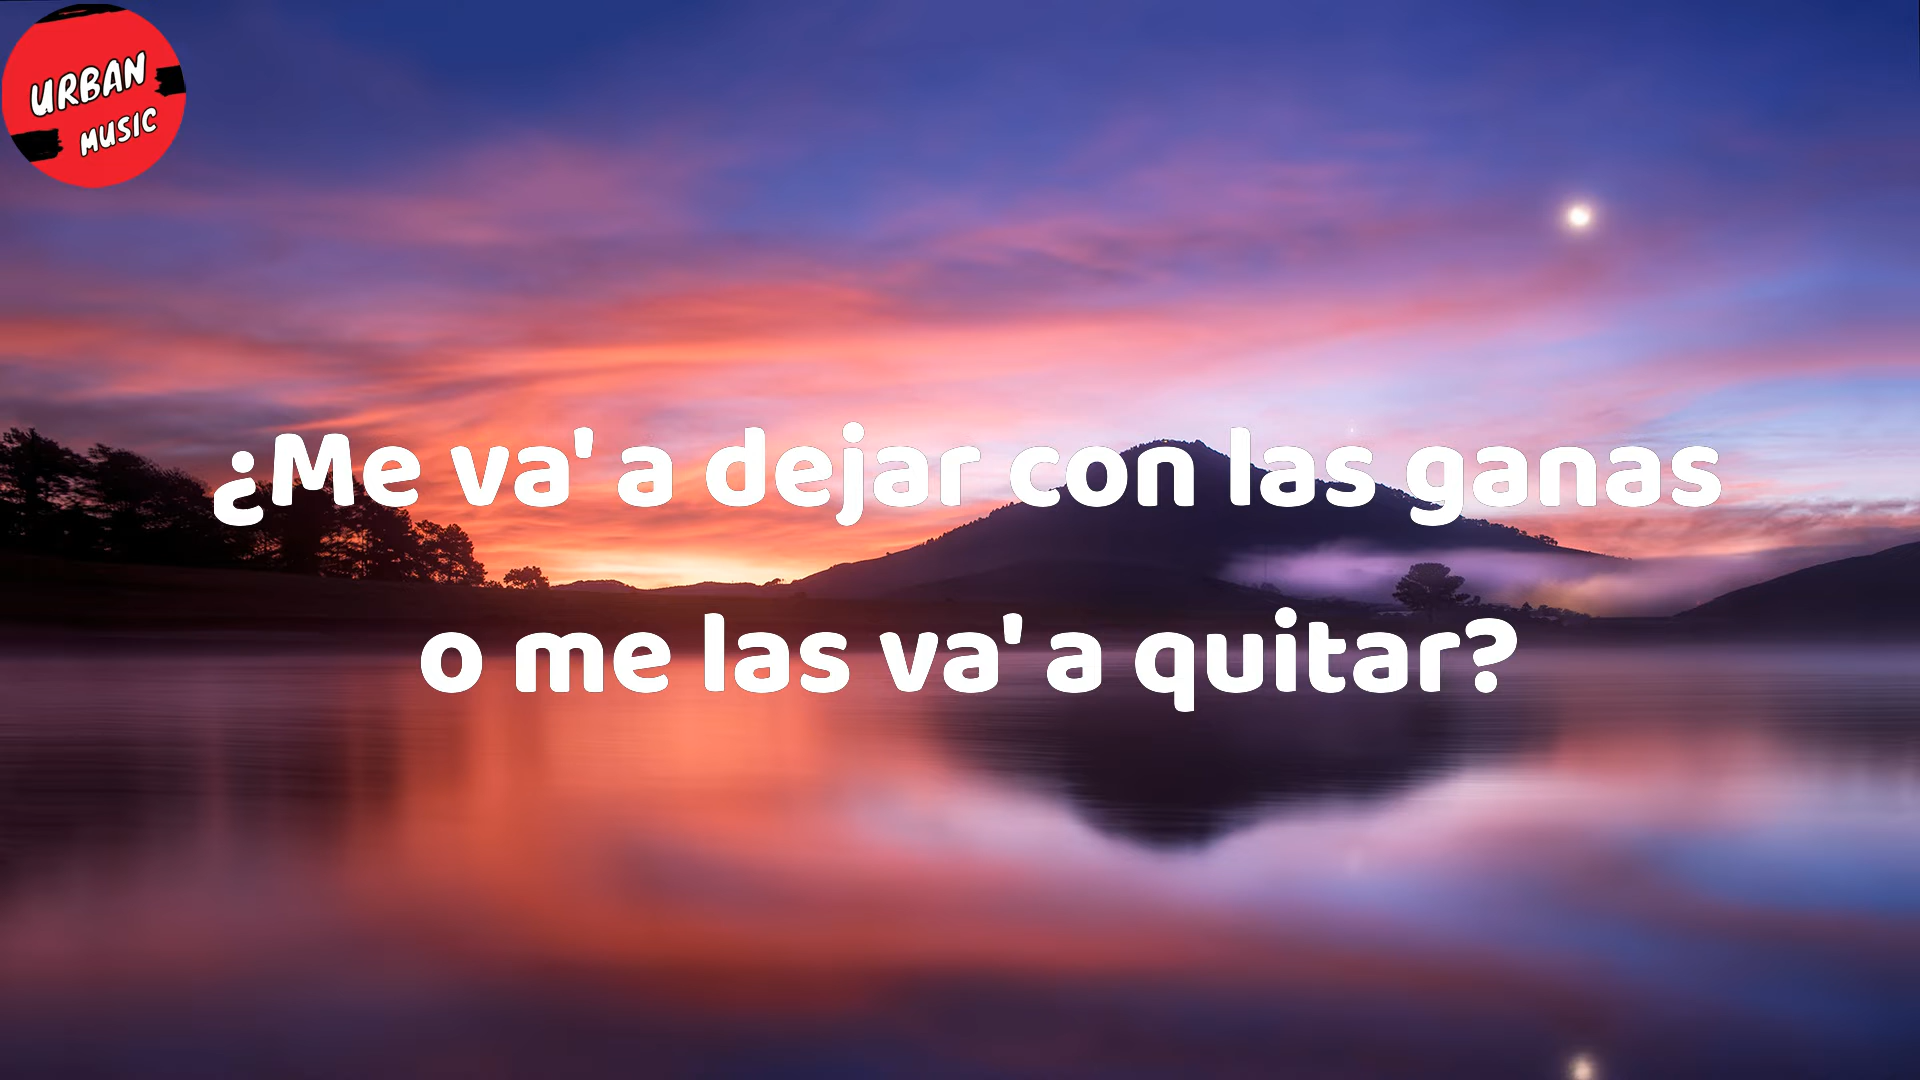 URBAN
MUSIC
¿Me va' a dejar con las ganas
o me las va' a quitar?